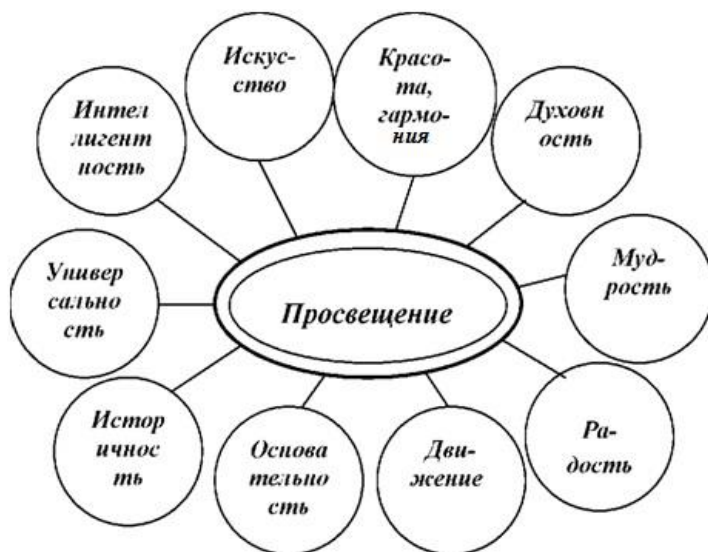 Искус-
ство
Красо-
та,
гармо-
ния
Интел
лигент
ность
Духовн
ость
Универ
сально
сть
Муд-
рость
Просвещение
Истор
ичнос
ть
Основа
тельно
сть
Дви-
жение
Ра-
дость